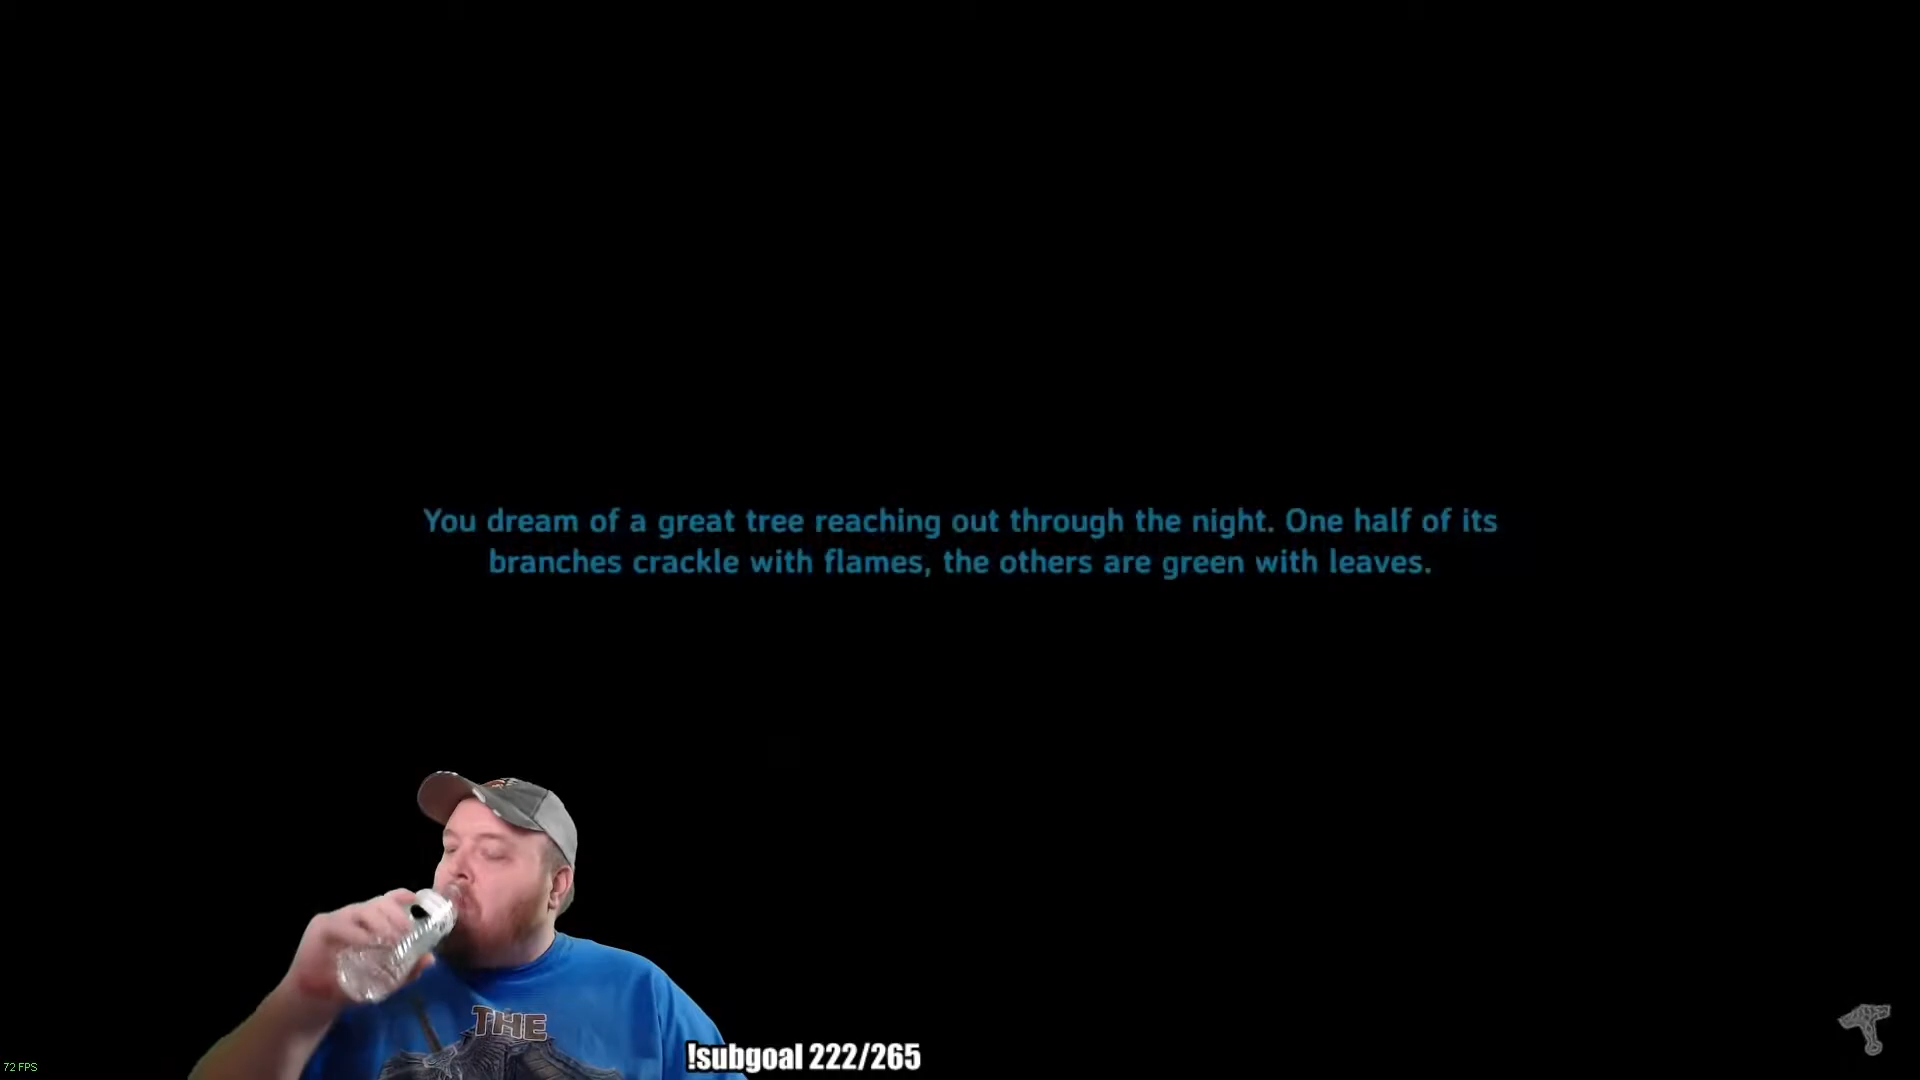 You dream of a great tree reaching out through the night. One half of its
branches crackle with flames, the others are green with leaves.
THE
!subgoal 222/265
72 FPS